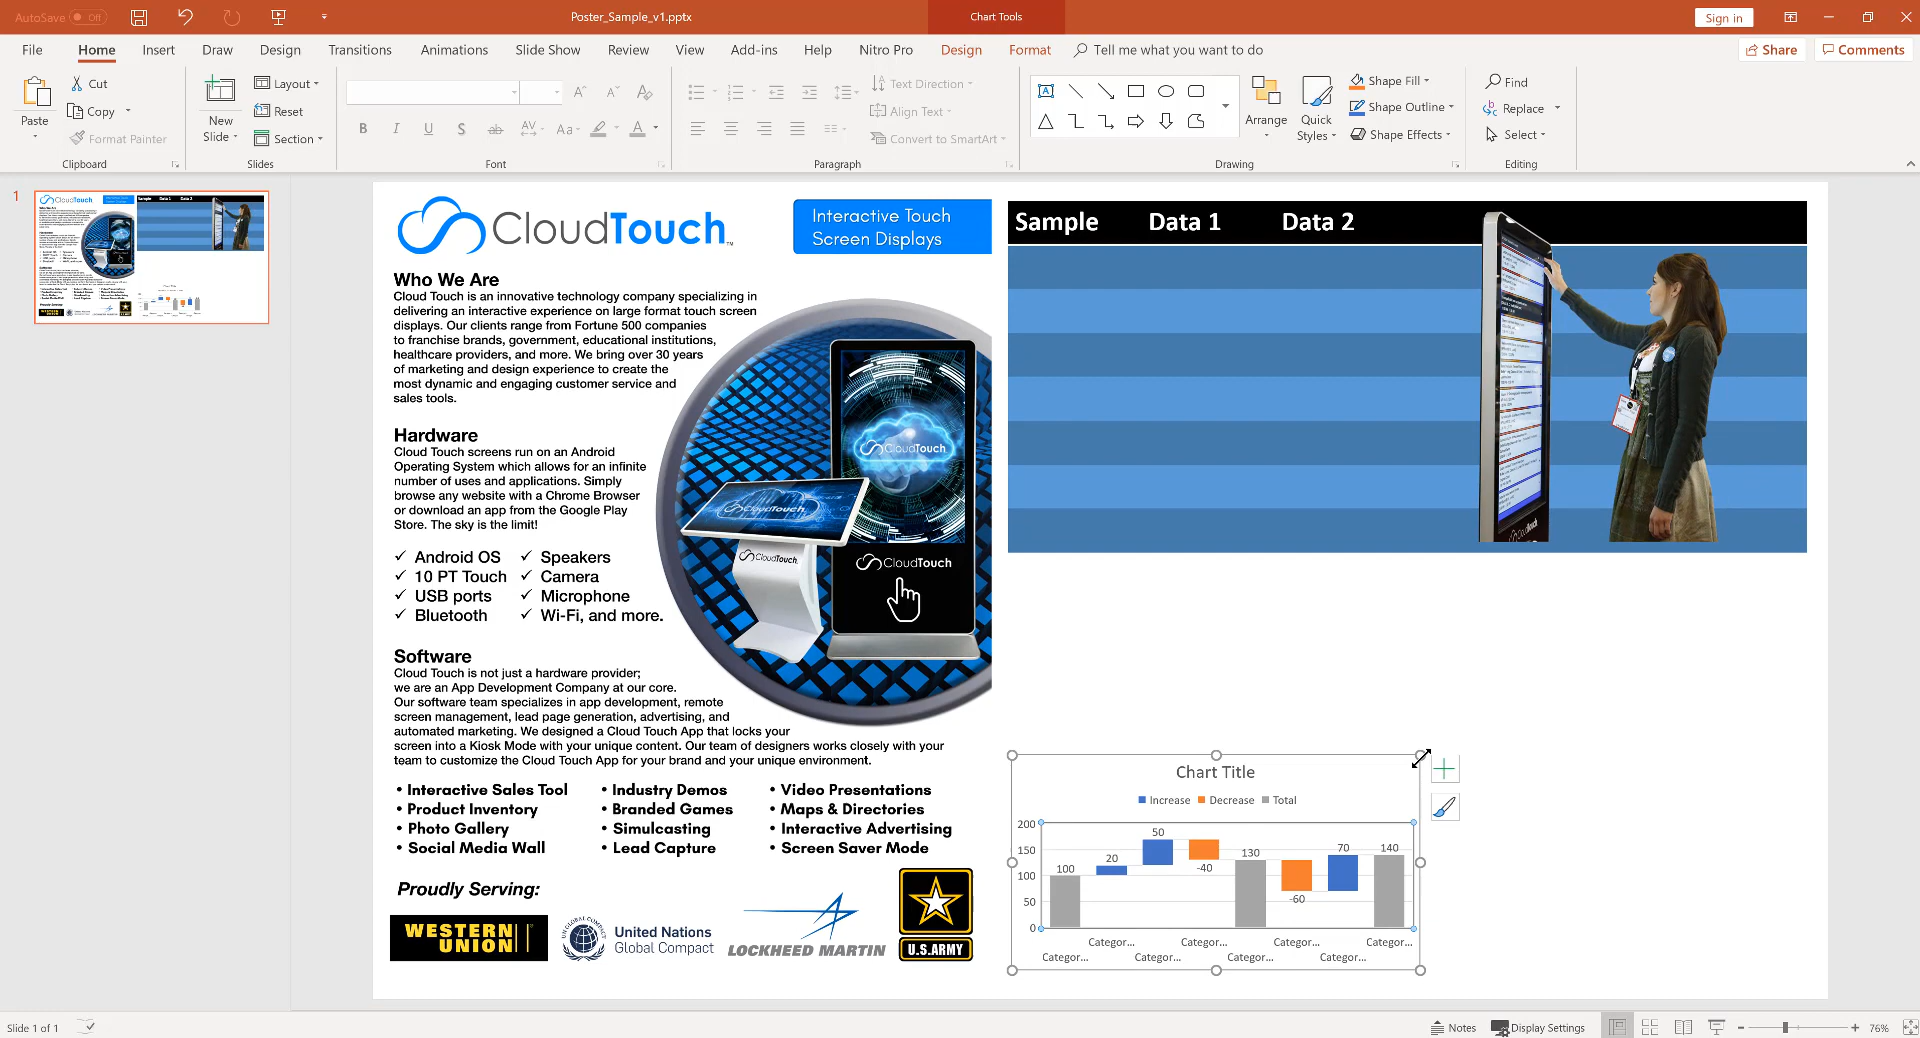 AutoSave Off
Poster_Sample_v1.pptx
Chart Tools
Sign in
File Home Insert Draw Design Transitions Animations Slide Show Review View Add-ins Help Nitro Pro Design Format Tell me what you want to do
Share Comments
Paste
Cut
Copy
Format Painter
Clipboard
New Slide
Layout
Reset
Section
Slides
Font
Text Direction
Align Text
Convert to SmartArt
Paragraph
Arrange
Quick Styles
Shape Fill
Shape Outline
Shape Effects
Drawing
Find
Replace
Select
Editing
1
CloudTouch™
Interactive Touch
Screen Displays
Who We Are
Cloud Touch is an innovative technology company specializing in
delivering an interactive experience on large format touch screen
displays. Our clients range from Fortune 500 companies
to franchise brands, government, educational institutions,
healthcare providers, and more. We bring over 30 years
of marketing and design experience to create the
most dynamic and engaging customer service and
sales tools.
Hardware
Cloud Touch screens run on an Android
Operating System which allows for an infinite
number of uses and applications. Simply
browse any website with a Chrome Browser
or download an app from the Google Play
Store. The sky is the limit!
✓ Android OS ✓ Speakers
✓ 10 PT Touch ✓ Camera
✓ USB ports ✓ Microphone
✓ Bluetooth ✓ Wi-Fi, and more.
CloudTouch
CloudTouch
CloudTouch
CloudTouch
Software
Cloud Touch is not just a hardware provider;
we are an App Development Company at our core.
Our software team specializes in app development, remote
screen management, lead page generation, advertising, and
automated marketing. We designed a Cloud Touch App that locks your
screen into a Kiosk Mode with your unique content. Our team of designers works closely with your
team to customize the Cloud Touch App for your brand and your unique environment.
• Interactive Sales Tool • Industry Demos • Video Presentations
• Product Inventory • Branded Games • Maps & Directories
• Photo Gallery • Simulcasting • Interactive Advertising
• Social Media Wall • Lead Capture • Screen Saver Mode
Proudly Serving:
WESTERN
UNION
UN GLOBAL COMPACT
United Nations
Global Compact
LOCKHEED MARTIN
U.S.ARMY
Sample Data 1 Data 2
Chart Title
Increase Decrease Total
200
150
100
50
0
100
20
50
-40
130
-60
70
140
Categor... Categor... Categor... Categor...
Categor... Categor... Categor... Categor...
Slide 1 of 1
Notes
Display Settings
76%